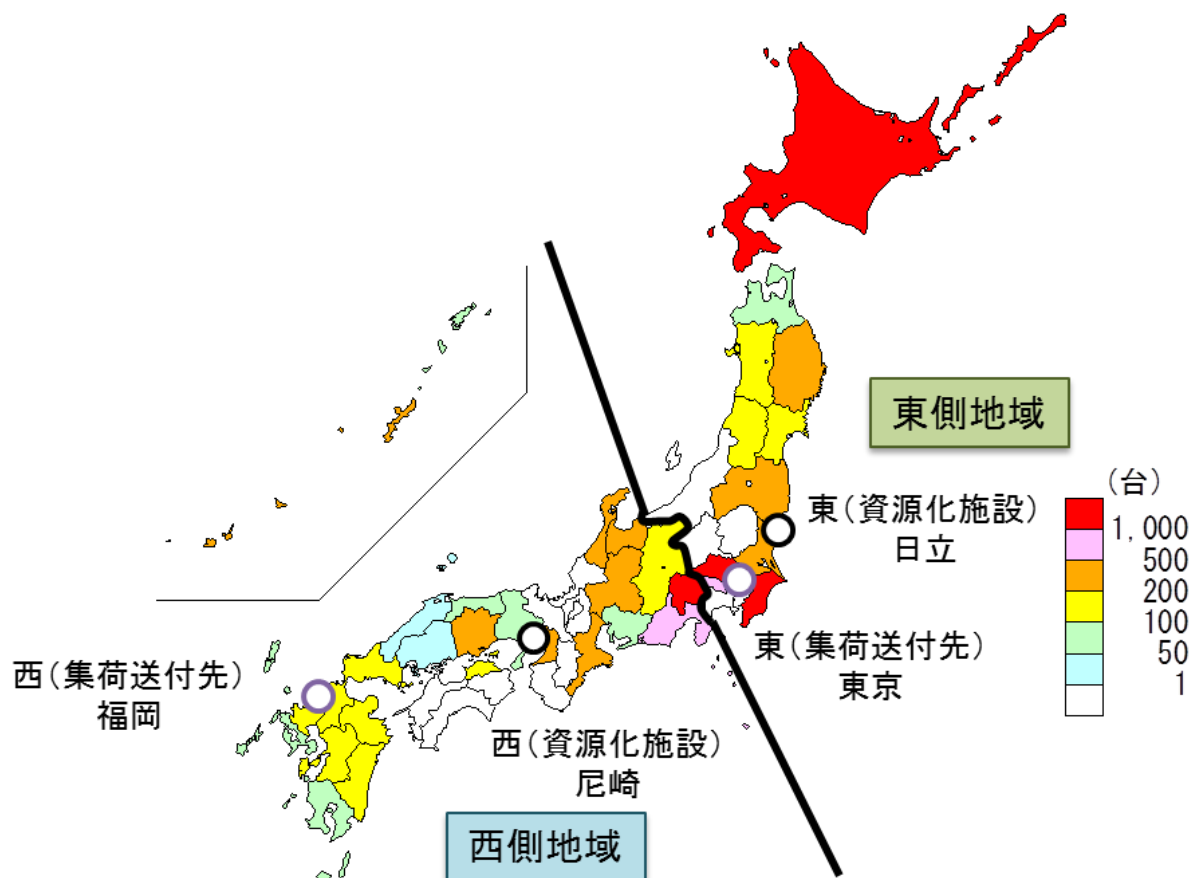 東側地域
(台)
1,000
500
200
100
50
1
東(資源化施設)
日立
東(集荷送付先)
東京
西(集荷送付先)
福岡
西(資源化施設)
尼崎
西側地域